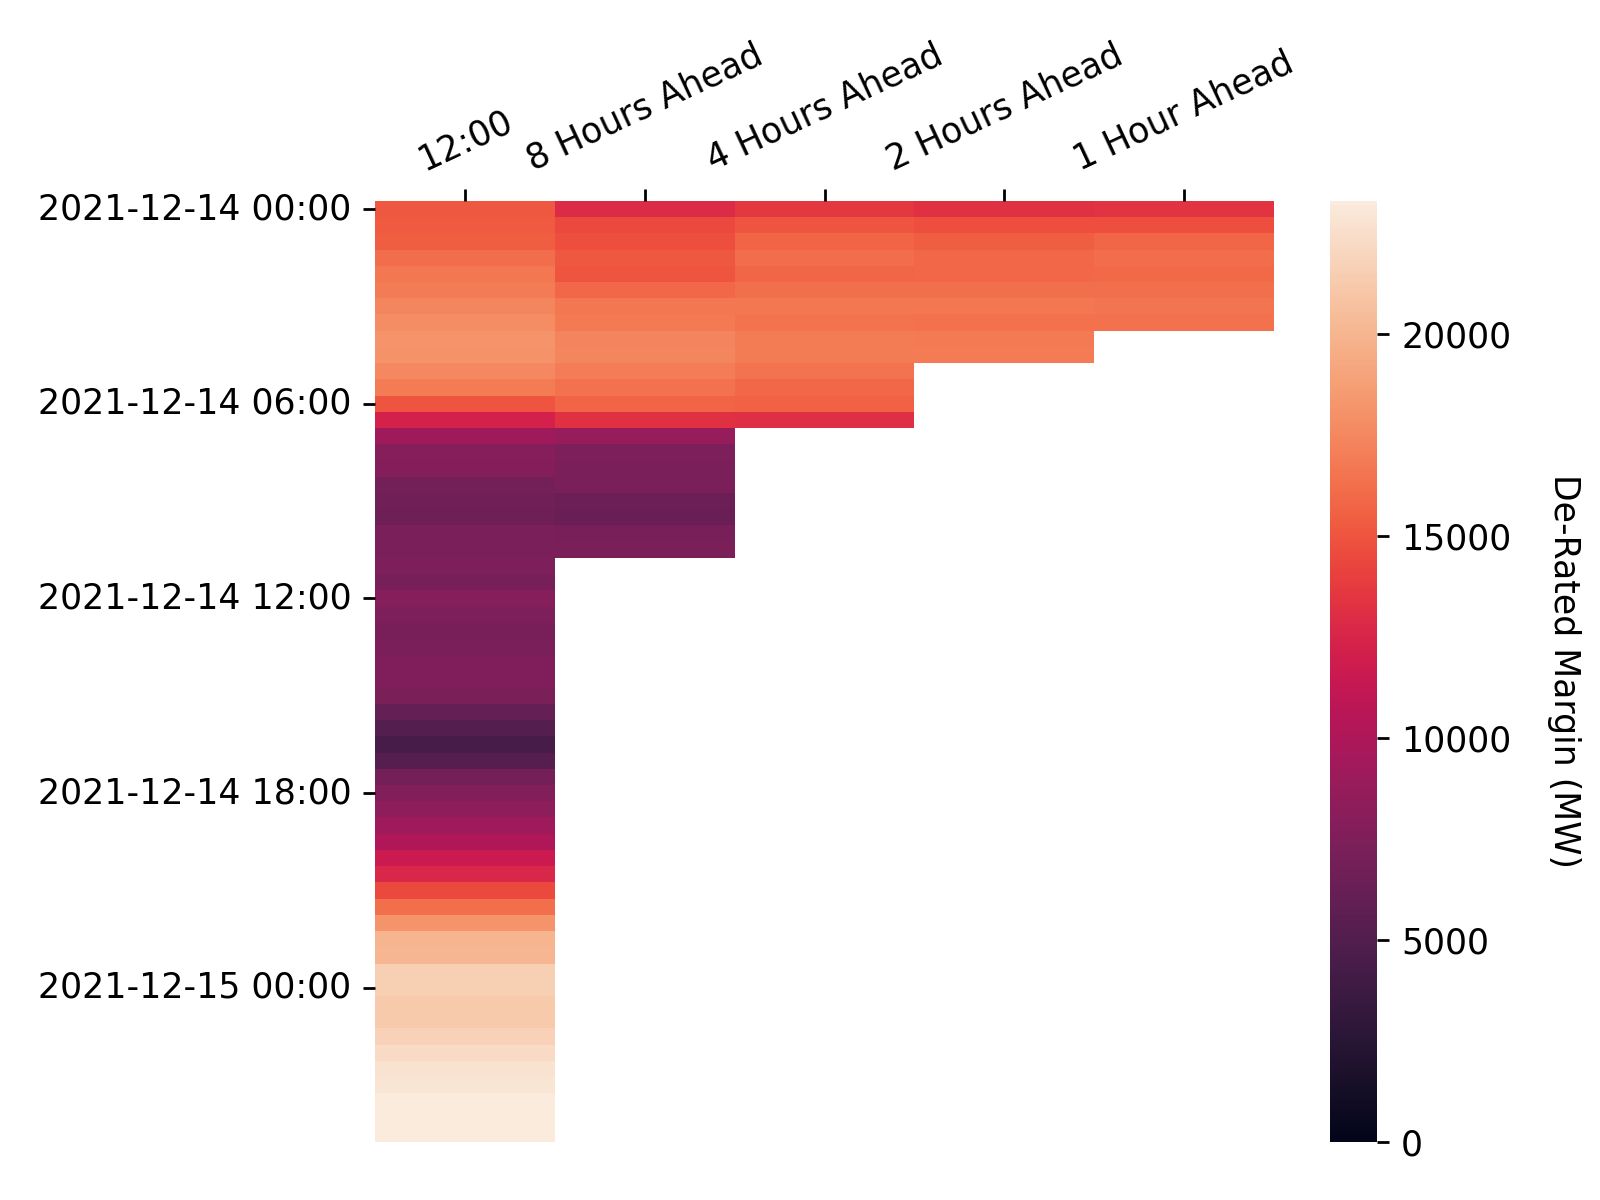 12:00
8 Hours Ahead
4 Hours Ahead
2 Hours Ahead
1 Hour Ahead
2021-12-14 00:00
2021-12-14 06:00
2021-12-14 12:00
2021-12-14 18:00
2021-12-15 00:00
20000
15000
10000
5000
0
De-Rated Margin (MW)